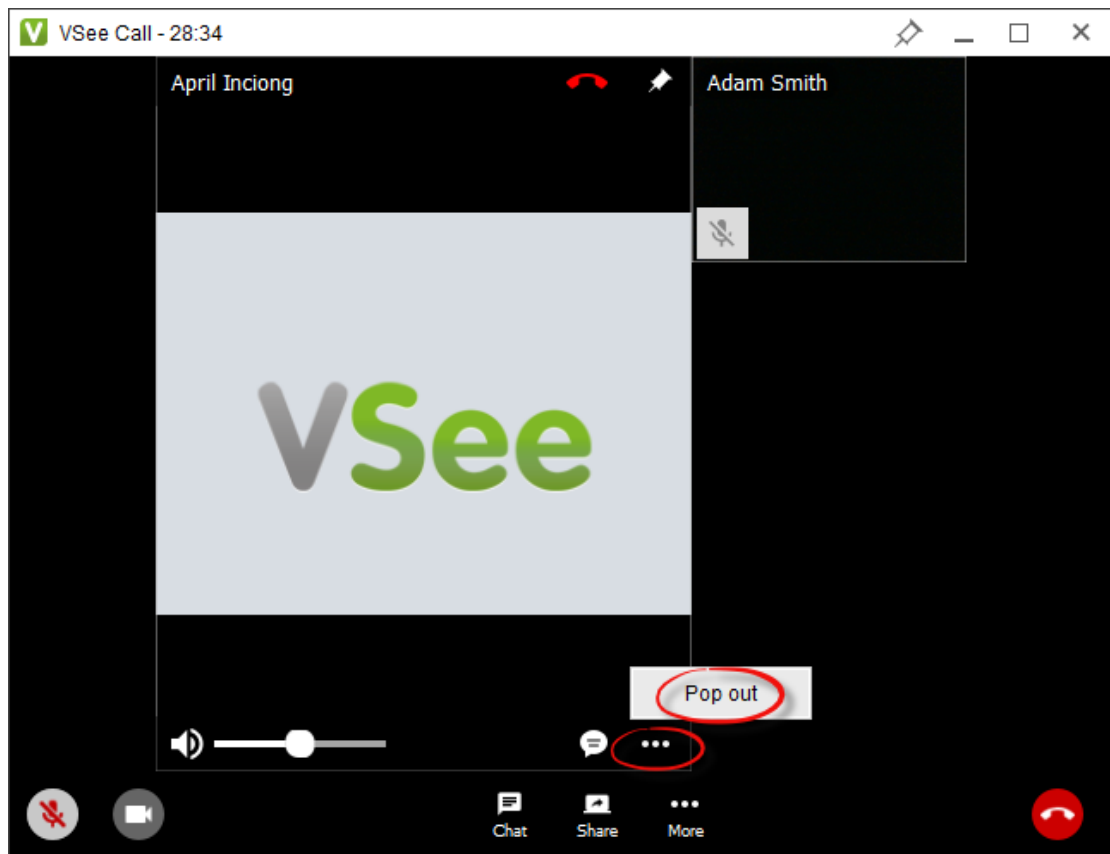 VSee Call - 28:34
April Inciong
Adam Smith
VSee
Pop out
Chat
Share
More